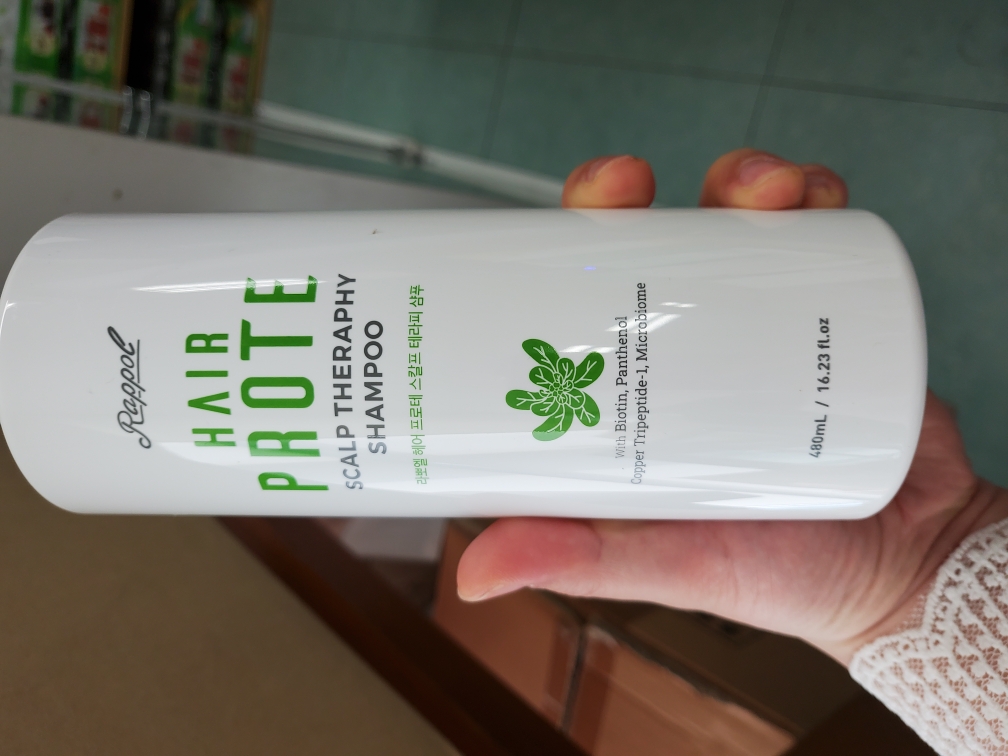 Rappol
HAIR
PROTE
SCALP THERAPHY
SHAMPOO
라뽀엘 헤어 프로테 스칼프 테라피 샴푸
With Biotin, Panthenol
Copper Tripeptide-1, Microbiome
480mL / 16.23 fl.oz